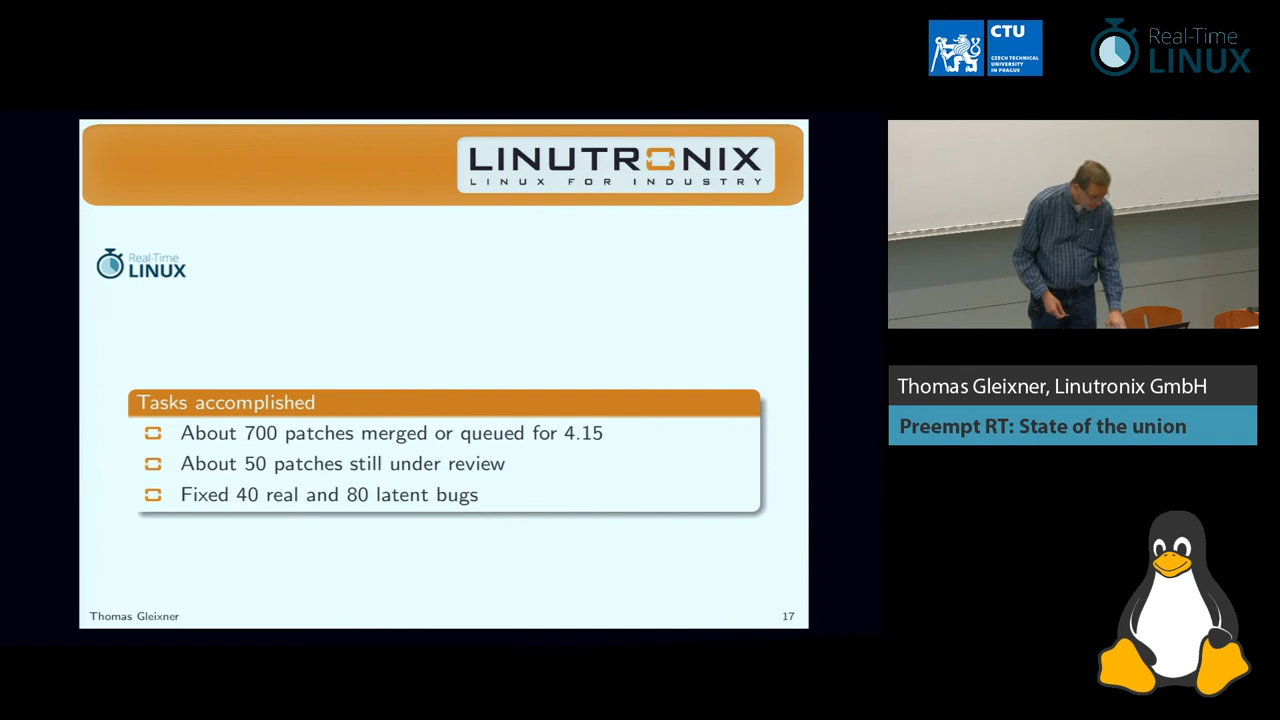 CTU
CZECH TECHNICAL
UNIVERSITY
IN PRAGUE
Real-Time
LINUX
LINUTRONIX
LINUX FOR INDUSTRY
Real-Time
LINUX
Tasks accomplished
About 700 patches merged or queued for 4.15
About 50 patches still under review
Fixed 40 real and 80 latent bugs
Thomas Gleixner
17
Thomas Gleixner, Linutronix GmbH
Preempt RT: State of the union